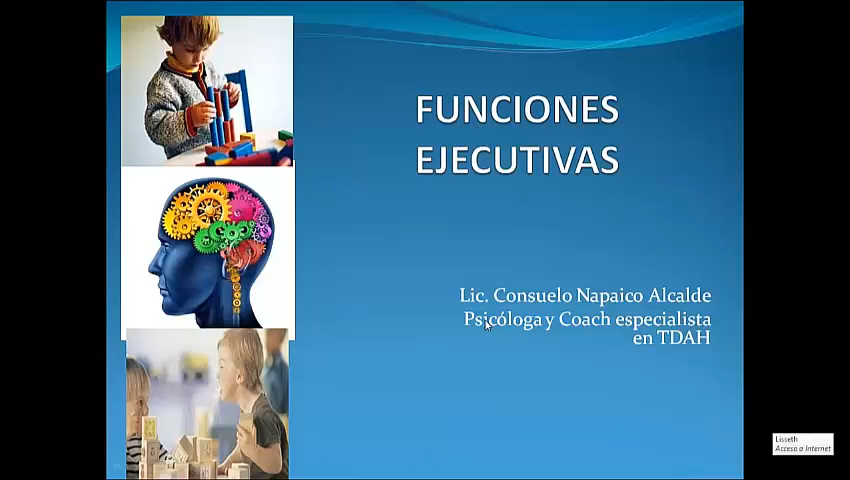 FUNCIONES
EJECUTIVAS
Lic. Consuelo Napaico Alcalde
Psicóloga y Coach especialista
en TDAH
Lisseth
Acceso a Internet